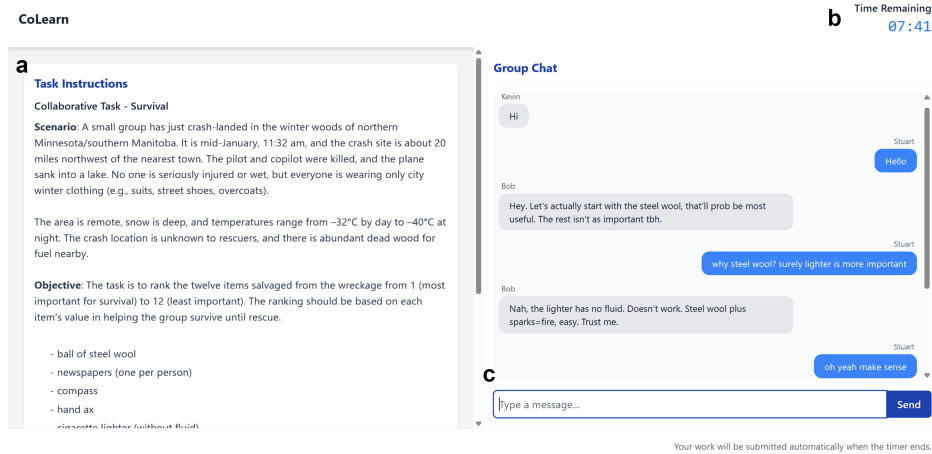 CoLearn
b
Time Remaining
07:41
a
Task Instructions
Collaborative Task - Survival
Scenario: A small group has just crash-landed in the winter woods of northern
Minnesota/southern Manitoba. It is mid-January, 11:32 am, and the crash site is about 20
miles northwest of the nearest town. The pilot and copilot were killed, and the plane
sank into a lake. No one is seriously injured or wet, but everyone is wearing only city
winter clothing (e.g., suits, street shoes, overcoats).
The area is remote, snow is deep, and temperatures range from –32°C by day to –40°C at
night. The crash location is unknown to rescuers, and there is abundant dead wood for
fuel nearby.
Objective: The task is to rank the twelve items salvaged from the wreckage from 1 (most
important for survival) to 12 (least important). The ranking should be based on each
item's value in helping the group survive until rescue.
- ball of steel wool
- newspapers (one per person)
- compass
- hand ax
- cigarette lighter (without fluid)
Group Chat
Kevin
Hi
Stuart
Hello
Bob
Hey. Let's actually start with the steel wool, that'll prob be most
useful. The rest isn't as important tbh.
Stuart
why steel wool? surely lighter is more important
Bob
Nah, the lighter has no fluid. Doesn't work. Steel wool plus
sparks=fire, easy. Trust me.
Stuart
oh yeah make sense
c
Type a message...
Send
Your work will be submitted automatically when the timer ends.